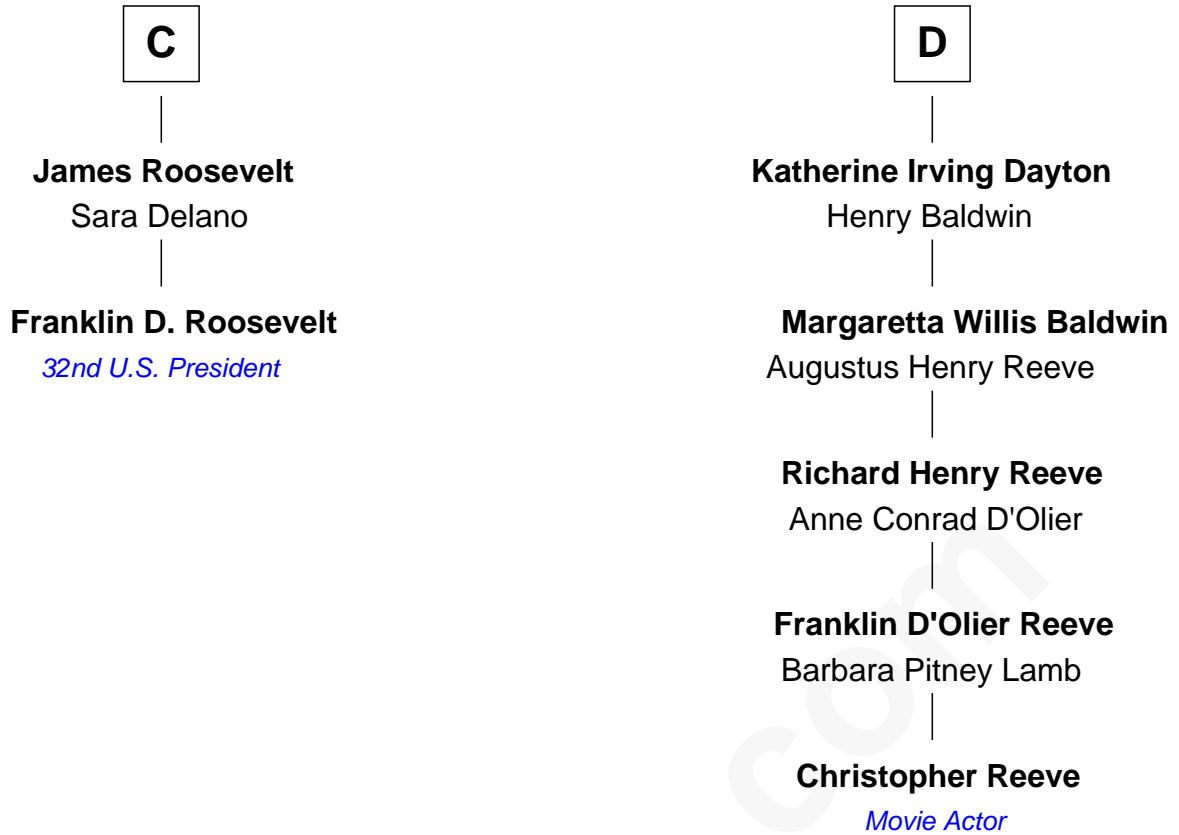 C
James Roosevelt
Sara Delano
Franklin D. Roosevelt
32nd U.S. President
D
Katherine Irving Dayton
Henry Baldwin
Margaretta Willis Baldwin
Augustus Henry Reeve
Richard Henry Reeve
Anne Conrad D'Olier
Franklin D'Olier Reeve
Barbara Pitney Lamb
Christopher Reeve
Movie Actor
com